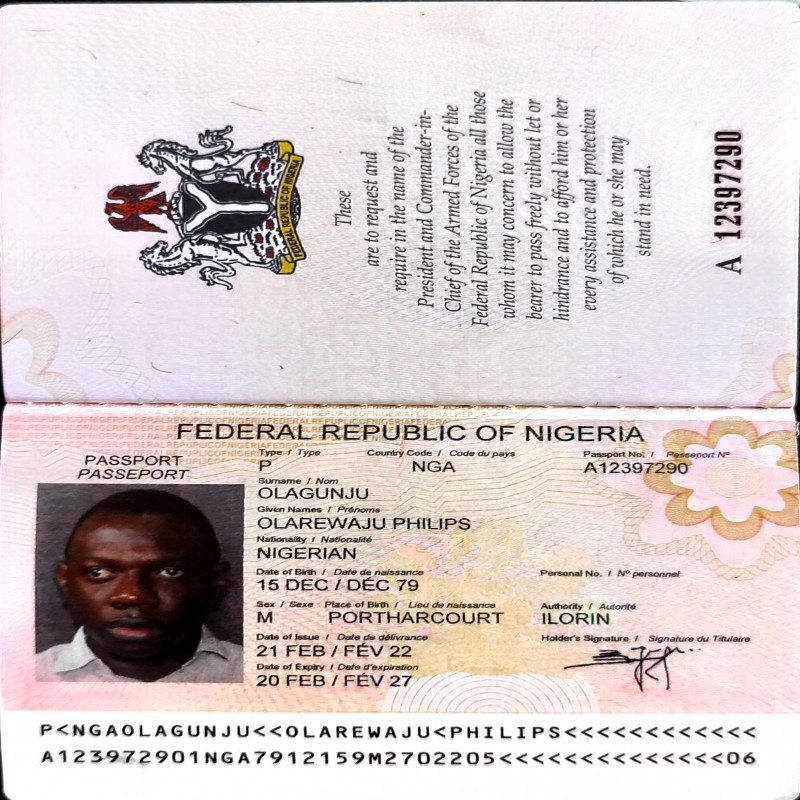 FEDERAL REPUBLIC OF NIGERIA
These
are to request and
require in the name of the
President and Commander-in-
Chief of the Armed Forces of the
Federal Republic of Nigeria all those
whom it may concern to allow the
bearer to pass freely without let or
hindrance and to afford him or her
every assistance and protection
of which he or she may
stand in need.
A 12397290
FEDERAL REPUBLIC OF NIGERIA
PASSPORT
PASSEPORT
Type / Type Country Code / Code du pays Passport No. / Passeport N°
P NGA A12397290
Surname / Nom
OLAGUNJU
Given Names / Prénoms
OLAREWAJU PHILIPS
Nationality / Nationalité
NIGERIAN
Date of Birth / Date de naissance Personal No. / N° personnel
15 DEC / DÉC 79
Sex / Sexe Place of Birth / Lieu de naissance Authority / Autorité
M PORTHARCOURT ILORIN
Date of Issue / Date de délivrance Holder's Signature / Signature du Titulaire
21 FEB / FÉV 22
Date of Expiry / Date d'expiration
20 FEB / FÉV 27
P<NGAOLAGUNJU<<OLAREWAJU<PHILIPS<<<<<<<<<<<<
A123972901NGA7912159M2702205<<<<<<<<<<<<<<06